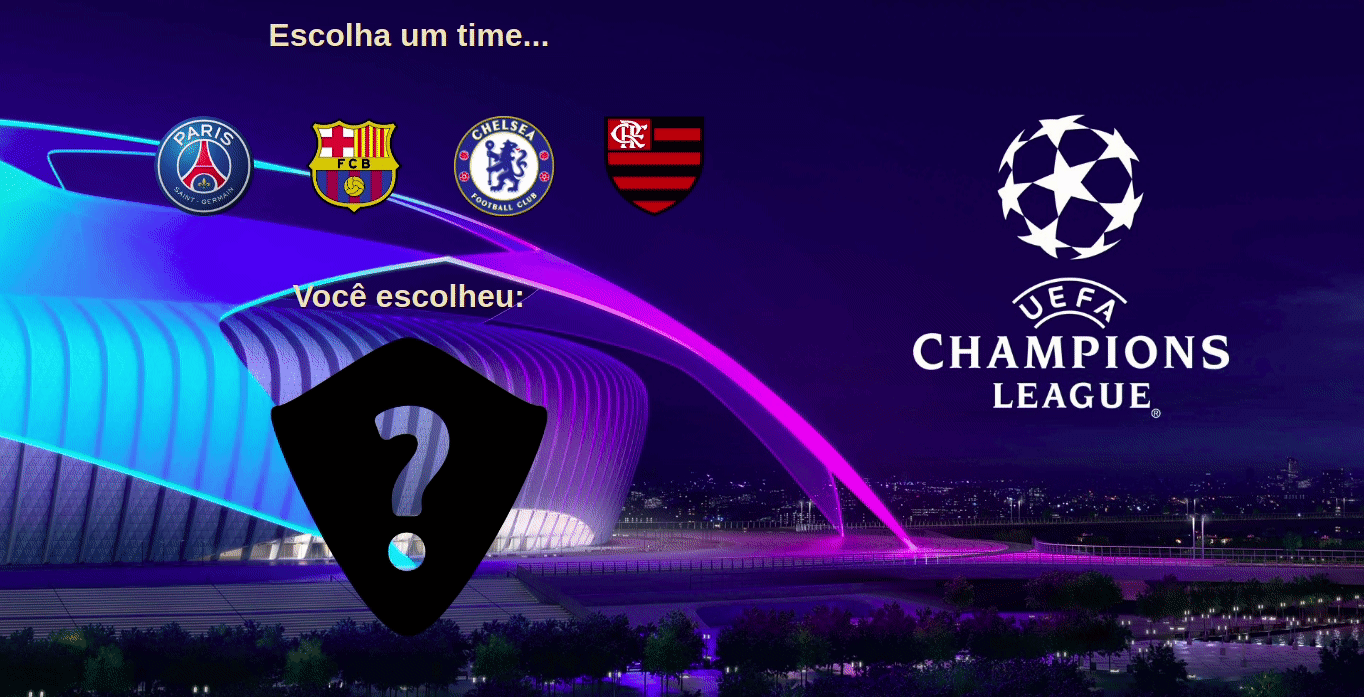 Escolha um time...
PARIS
SAINT-GERMAIN
FCB
CHELSEA
FOOTBALL CLUB
CRF
Você escolheu:
?
UEFA
CHAMPIONS
LEAGUE®